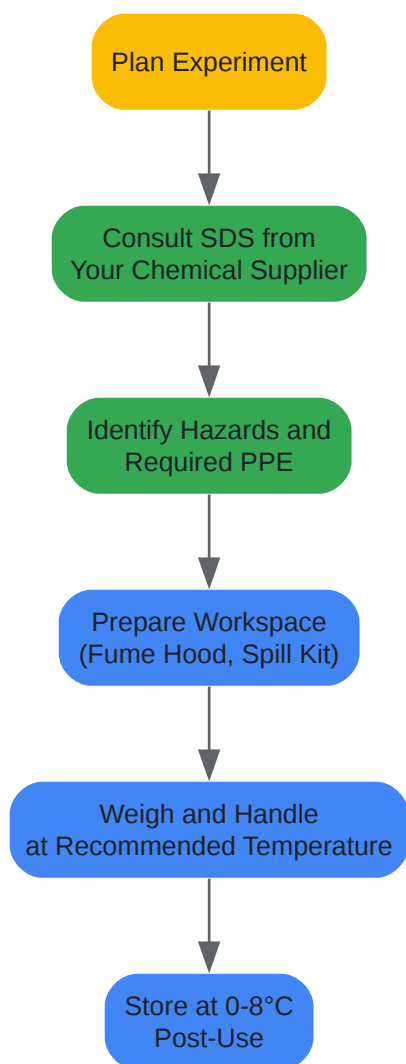 Plan Experiment
Consult SDS from
Your Chemical Supplier
Identify Hazards and
Required PPE
Prepare Workspace
(Fume Hood, Spill Kit)
Weigh and Handle
at Recommended Temperature
Store at 0-8°C
Post-Use